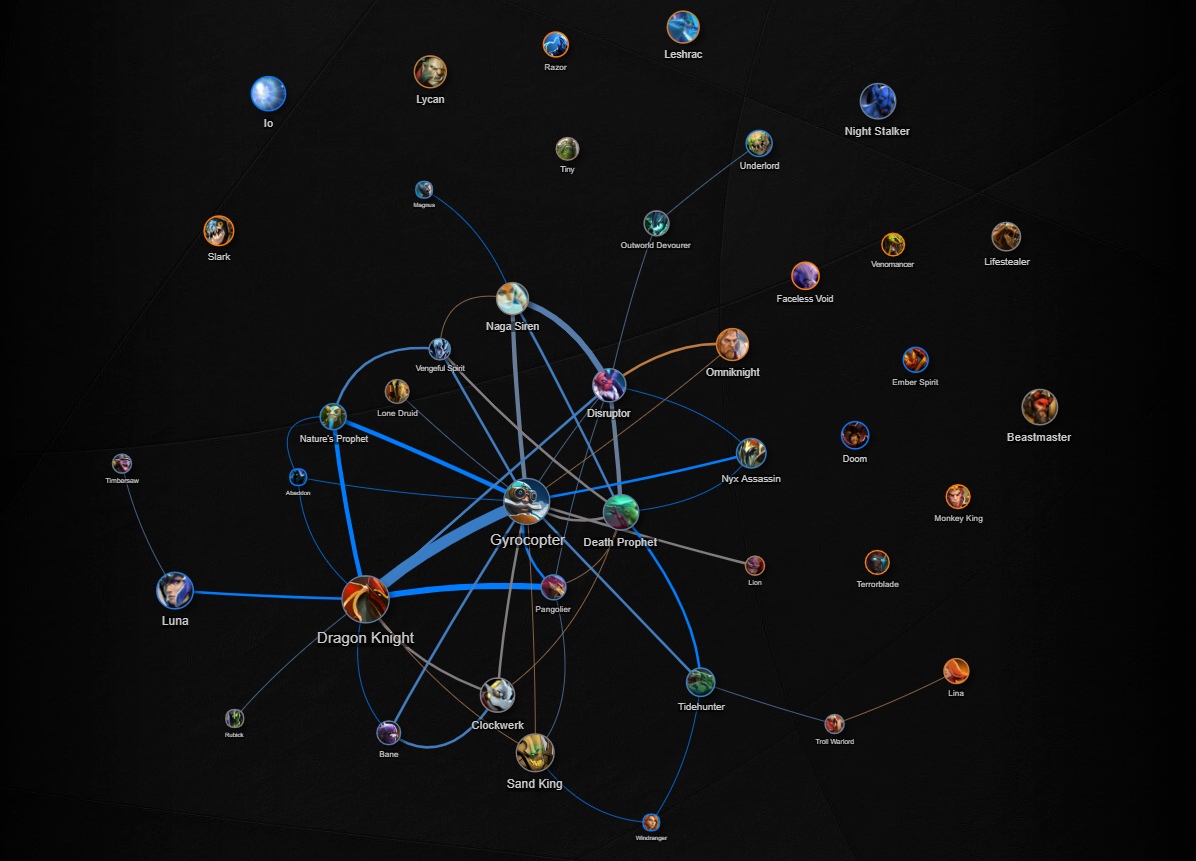 Leshrac
Razor
Lycan
Io
Night Stalker
Underlord
Tiny
Magnus
Outworld Devourer
Slark
Lifestealer
Venomancer
Faceless Void
Naga Siren
Vengeful Spirit
Omniknight
Ember Spirit
Lone Druid
Disruptor
Nature's Prophet
Beastmaster
Doom
Timbersaw
Nyx Assassin
Abaddon
Monkey King
Gyrocopter
Death Prophet
Lion
Terrorblade
Pangolier
Luna
Dragon Knight
Lina
Tidehunter
Clockwerk
Rubick
Troll Warlord
Bane
Sand King
Windranger